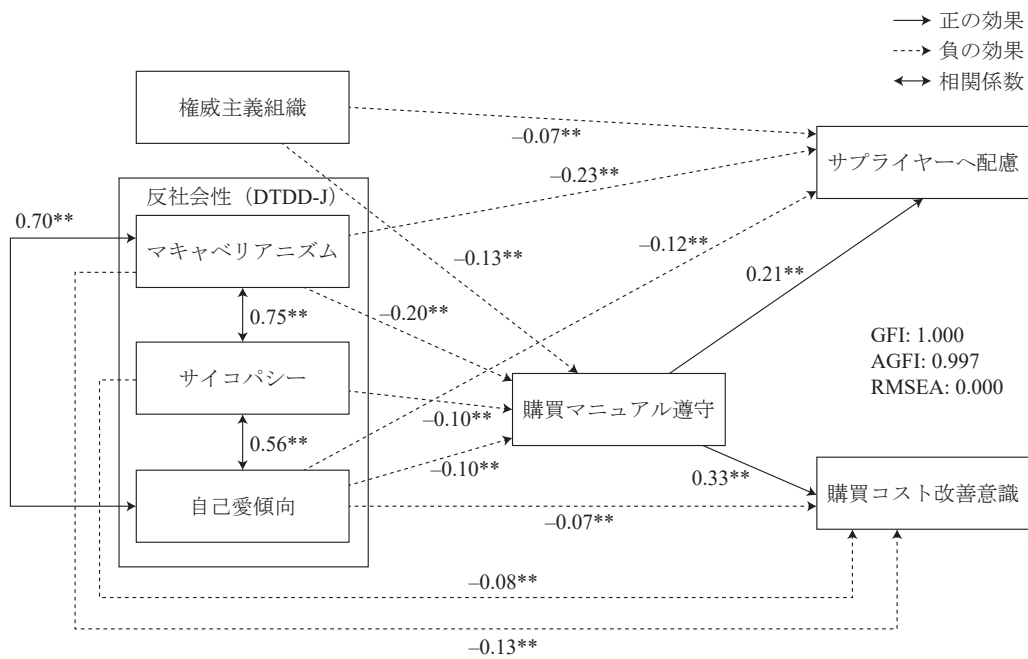 正の効果
負の効果
相関係数
権威主義組織
–0.07**
サプライヤーへ配慮
–0.23**
反社会性（DTDD-J）
0.70**
マキャベリアニズム
–0.12**
–0.13**
0.21**
–0.20**
0.75**
GFI: 1.000
AGFI: 0.997
RMSEA: 0.000
サイコパシー
購買マニュアル遵守
–0.10**
0.56**
–0.10**
0.33**
自己愛傾向
購買コスト改善意識
–0.07**
–0.08**
–0.13**